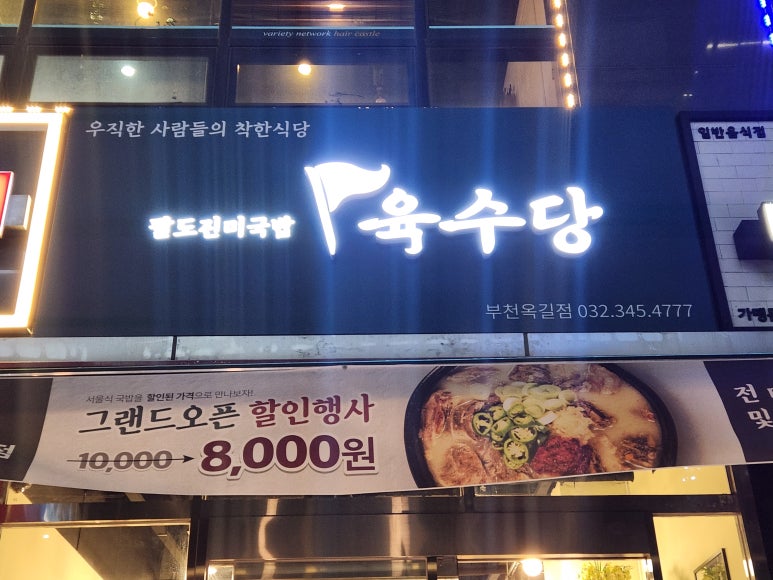 variety network hair castle
우직한 사람들의 착한식당
일반음식점
팔도진미국밥
육수당
부천옥길점 032.345.4777
서울식 국밥을 할인된 가격으로 만나보자!
그랜드오픈 할인행사
10,000→8,000원
전
및
점